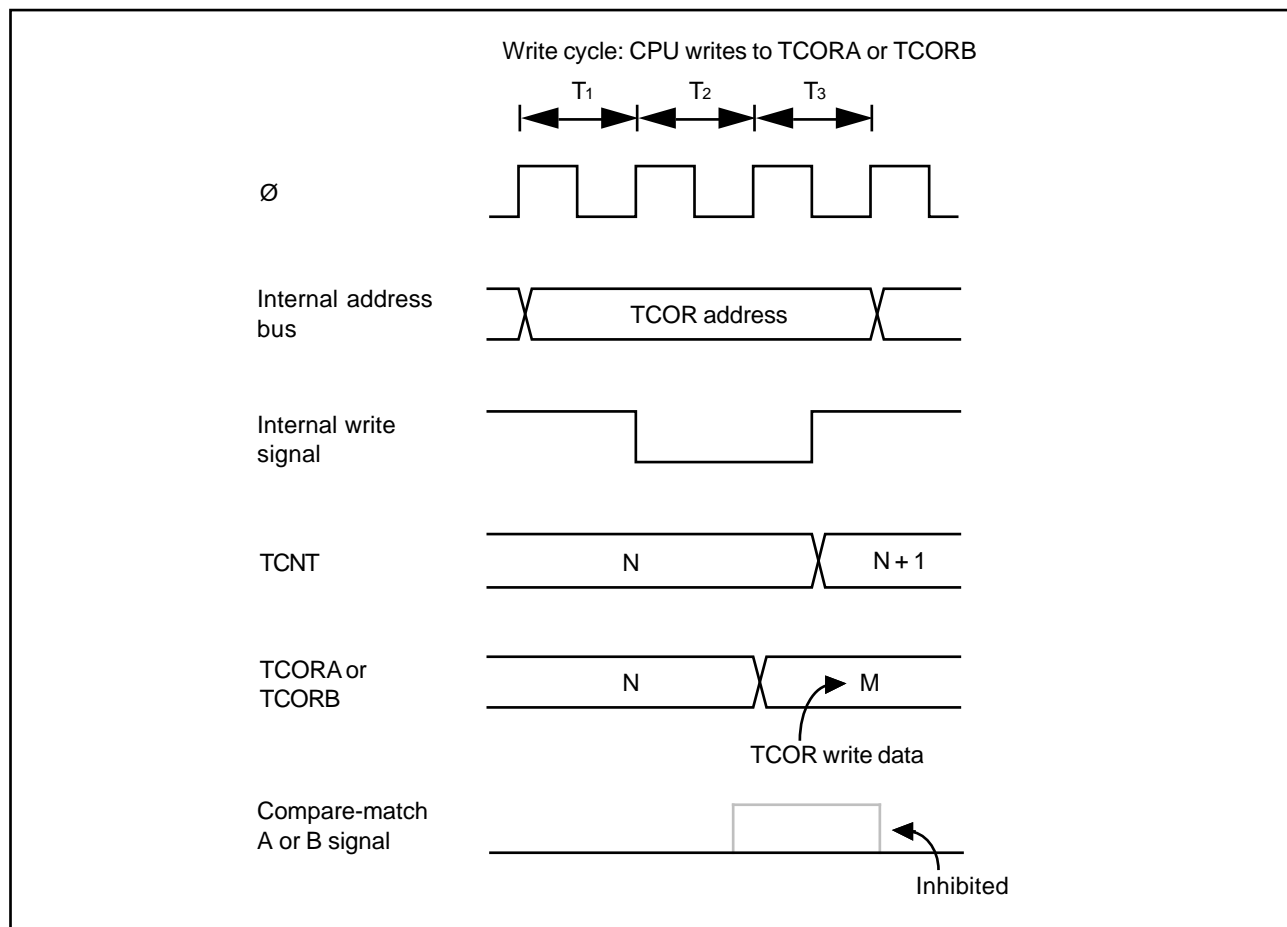 Write cycle: CPU writes to TCORA or TCORB
T1 T2 T3
Ø
Internal address
bus
TCOR address
Internal write
signal
TCNT
N
N + 1
TCORA or
TCORB
N
M
TCOR write data
Compare-match
A or B signal
Inhibited